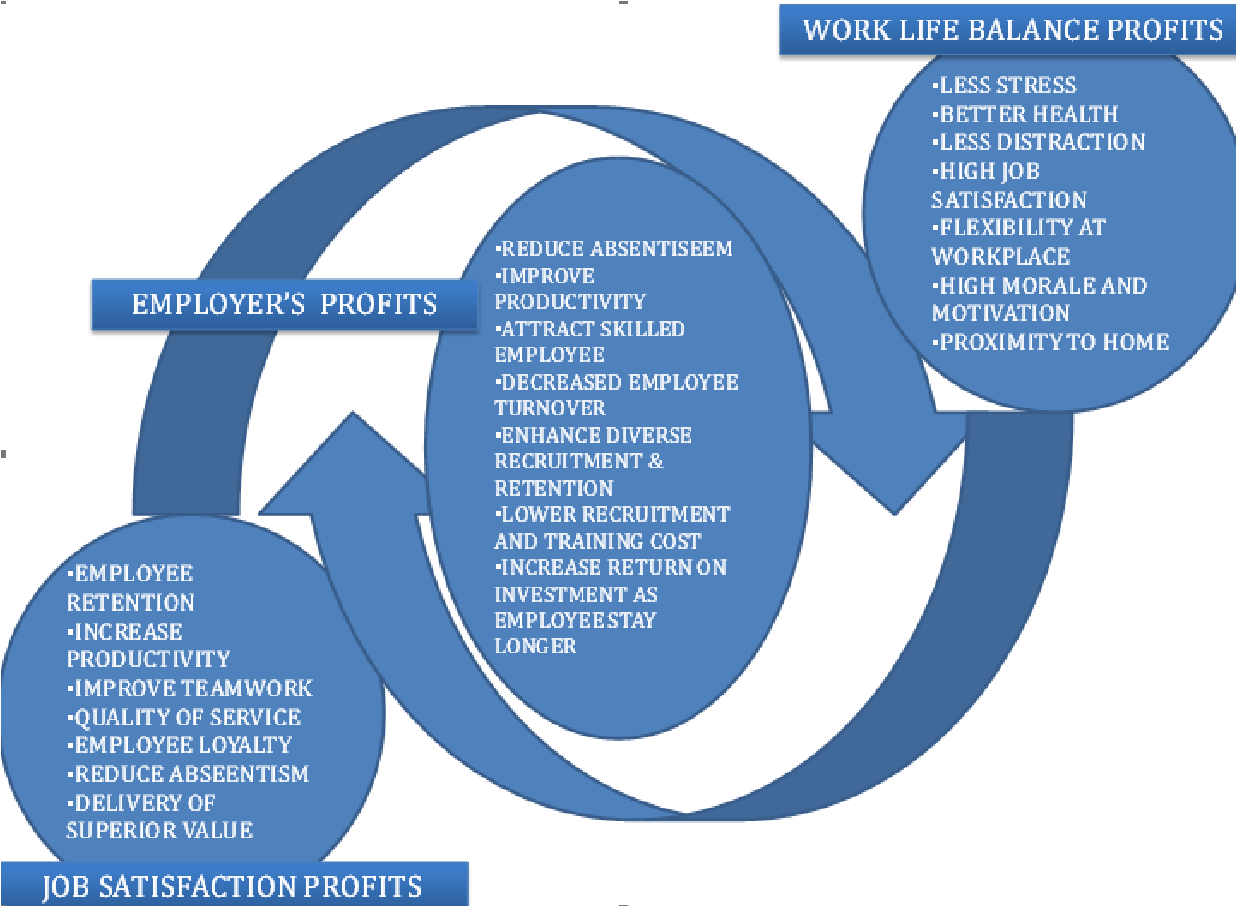 WORK LIFE BALANCE PROFITS
•LESS STRESS
•BETTER HEALTH
•LESS DISTRACTION
•HIGH JOB
SATISFACTION
•FLEXIBILITY AT
WORKPLACE
•HIGH MORALE AND
MOTIVATION
•PROXIMITY TO HOME
EMPLOYER’S PROFITS
•REDUCE ABSENTISEEM
•IMPROVE
PRODUCTIVITY
•ATTRACT SKILLED
EMPLOYEE
•DECREASED EMPLOYEE
TURNOVER
•ENHANCE DIVERSE
RECRUITMENT &
RETENTION
•LOWER RECRUITMENT
AND TRAINING COST
•INCREASE RETURN ON
INVESTMENT AS
EMPLOYEE STAY
LONGER
•EMPLOYEE
RETENTION
•INCREASE
PRODUCTIVITY
•IMPROVE TEAMWORK
•QUALITY OF SERVICE
•EMPLOYEE LOYALTY
•REDUCE ABSEENTISM
•DELIVERY OF
SUPERIOR VALUE
JOB SATISFACTION PROFITS